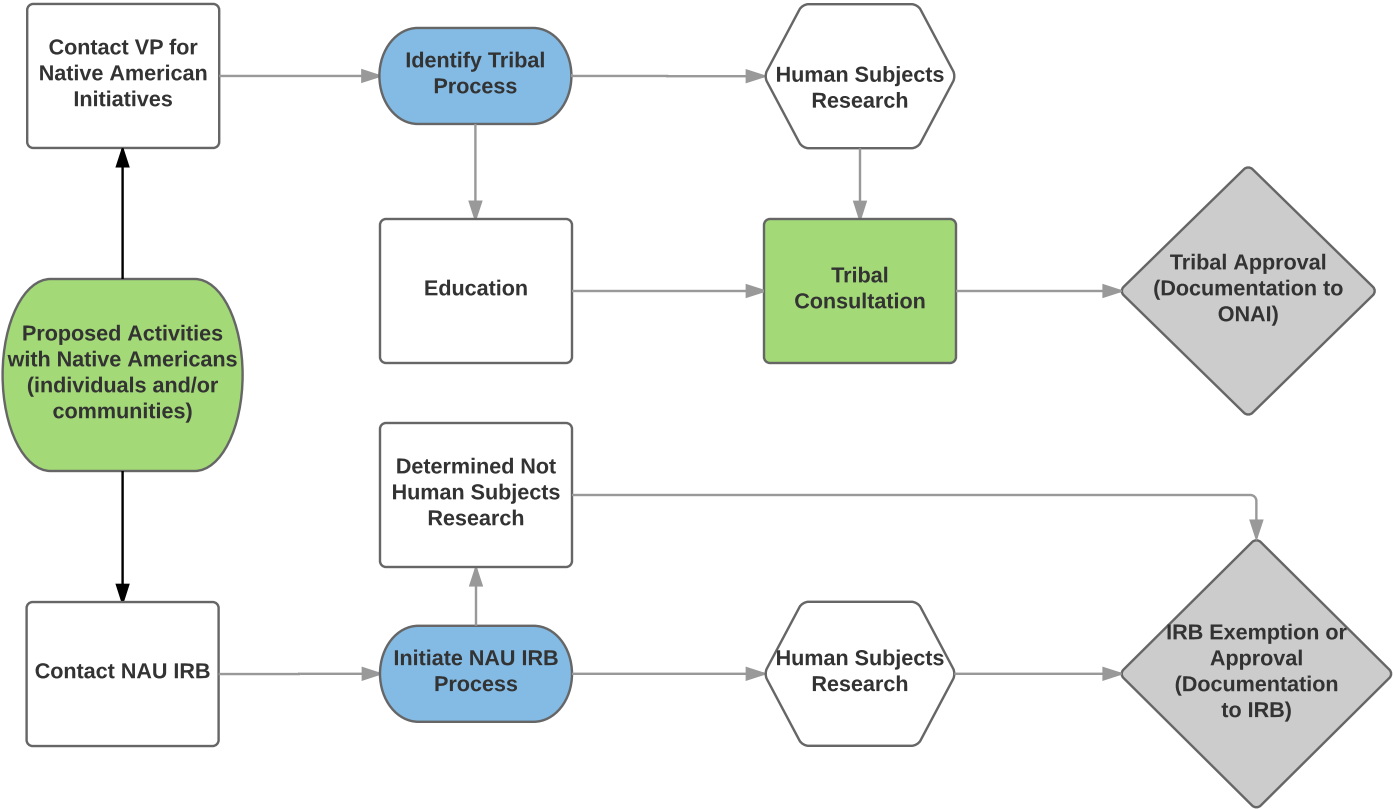 Contact VP for
Native American
Initiatives
Identify Tribal
Process
Human Subjects
Research
Education
Tribal
Consultation
Tribal Approval
(Documentation to
ONAI)
Proposed Activities
with Native Americans
(individuals and/or
communities)
Determined Not
Human Subjects
Research
Contact NAU IRB
Initiate NAU IRB
Process
Human Subjects
Research
IRB Exemption or
Approval
(Documentation
to IRB)